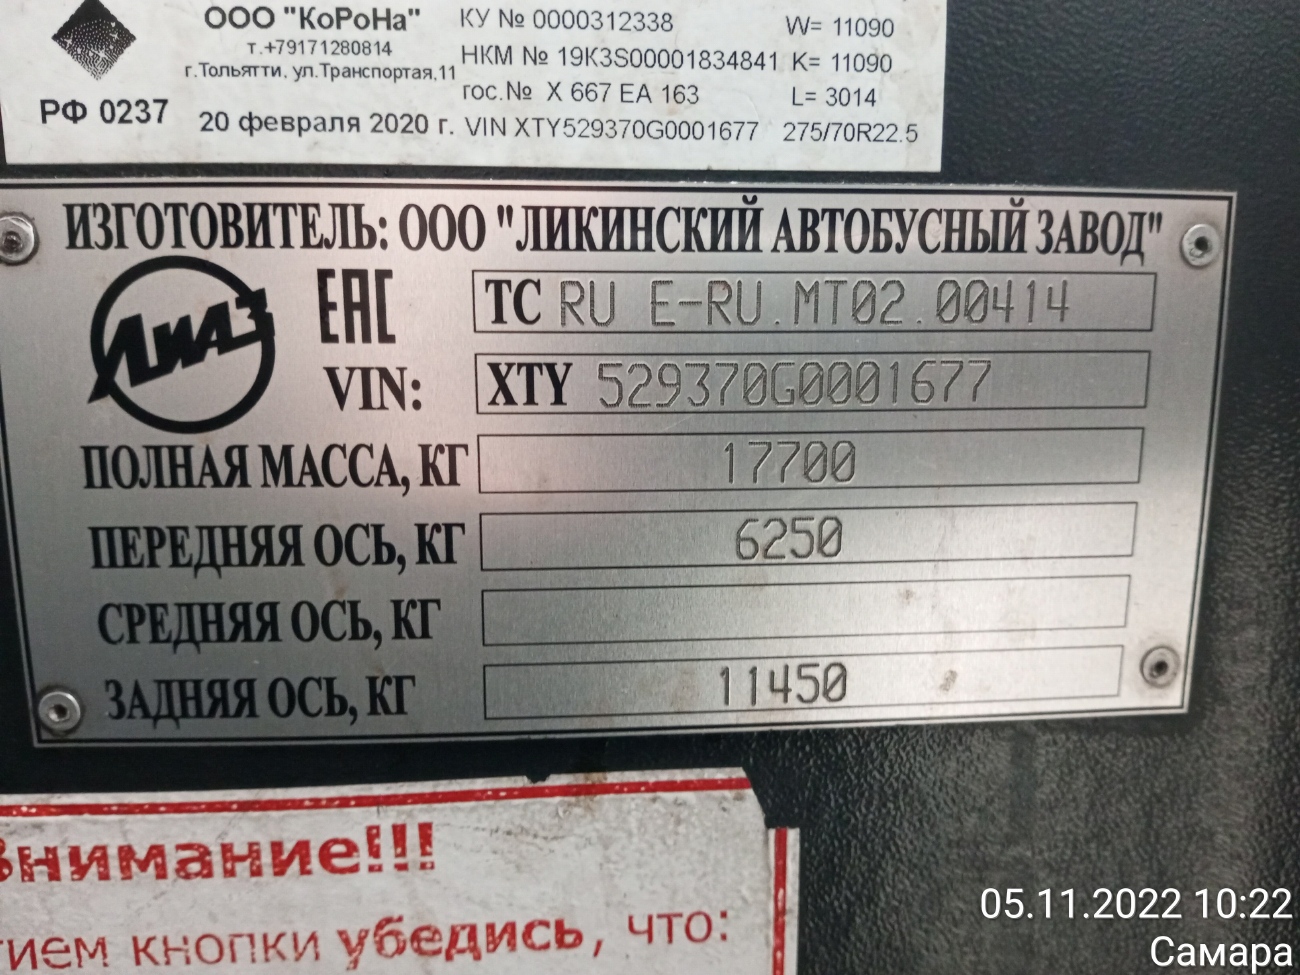 ООО "КоРоНа"
т.+79171280814
г.Тольятти, ул.Транспортая,11
РФ 0237
20 февраля 2020 г.
КУ № 0000312338
НКМ № 19K3S00001834841
гос.№ Х 667 ЕА 163
VIN XTY529370G0001677
W= 11090
K= 11090
L= 3014
275/70R22.5
ИЗГОТОВИТЕЛЬ: ООО "ЛИКИНСКИЙ АВТОБУСНЫЙ ЗАВОД"
ЛиАЗ
ЕАС
ТС RU E-RU.MT02.00414
VIN: XTY 529370G0001677
ПОЛНАЯ МАССА, КГ 17700
ПЕРЕДНЯЯ ОСЬ, КГ 6250
СРЕДНЯЯ ОСЬ, КГ
ЗАДНЯЯ ОСЬ, КГ 11450
Внимание!!!
кнопки убедись, что:
05.11.2022 10:22
Самара